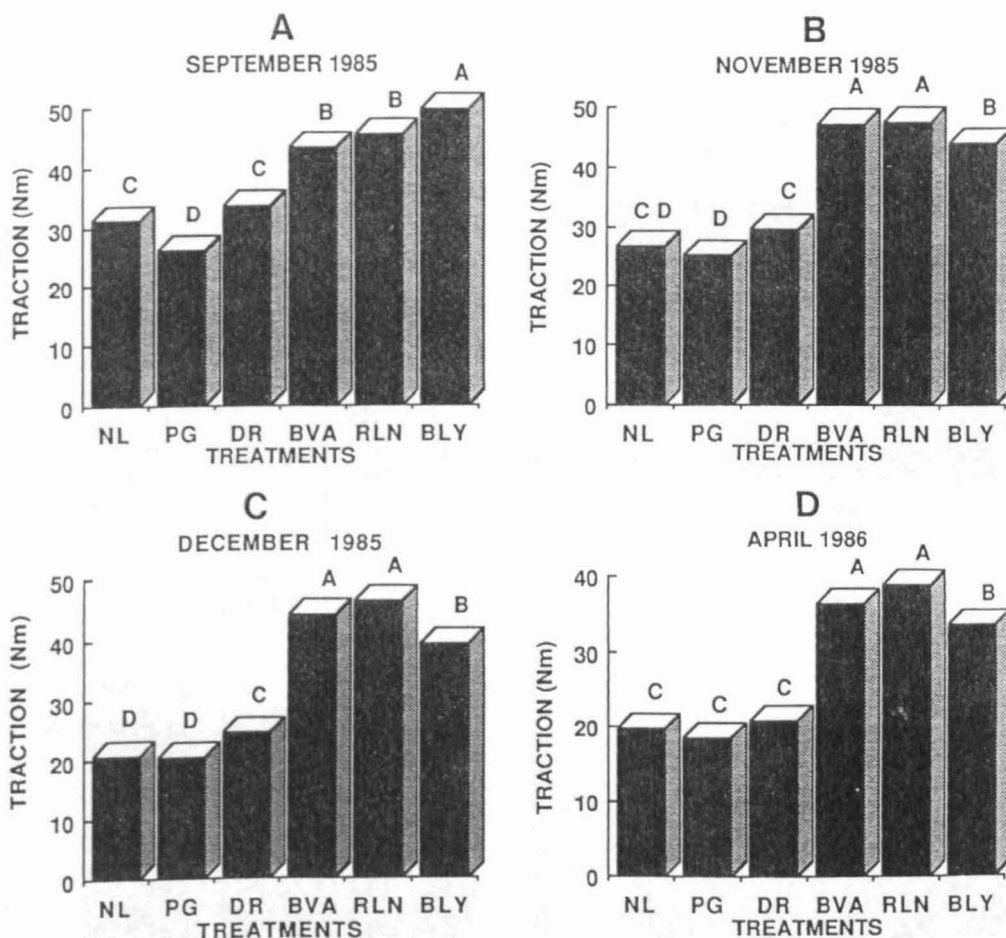 A
SEPTEMBER 1985
A
B
B
C
C
D
50
40
30
20
10
0
TRACTION (Nm)
NL PG DR BVA RLN BLY
TREATMENTS
B
NOVEMBER 1985
A A
B
C
C D
D
50
40
30
20
10
0
TRACTION (Nm)
NL PG DR BVA RLN BLY
TREATMENTS
C
DECEMBER 1985
A
A
B
C
D D
50
40
30
20
10
0
TRACTION (Nm)
NL PG DR BVA RLN BLY
TREATMENTS
D
APRIL 1986
A A
B
C C C
40
30
20
10
0
TRACTION (Nm)
NL PG DR BVA RLN BLY
TREATMENTS